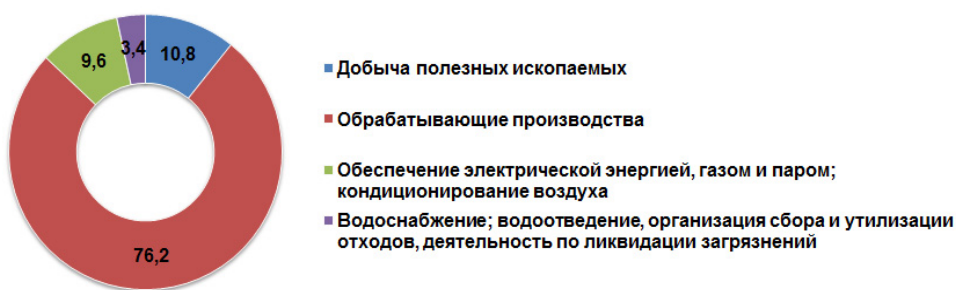 3,4
10,8
9,6
76,2
Добыча полезных ископаемых
Обрабатывающие производства
Обеспечение электрической энергией, газом и паром;
кондиционирование воздуха
Водоснабжение; водоотведение, организация сбора и утилизации
отходов, деятельность по ликвидации загрязнений